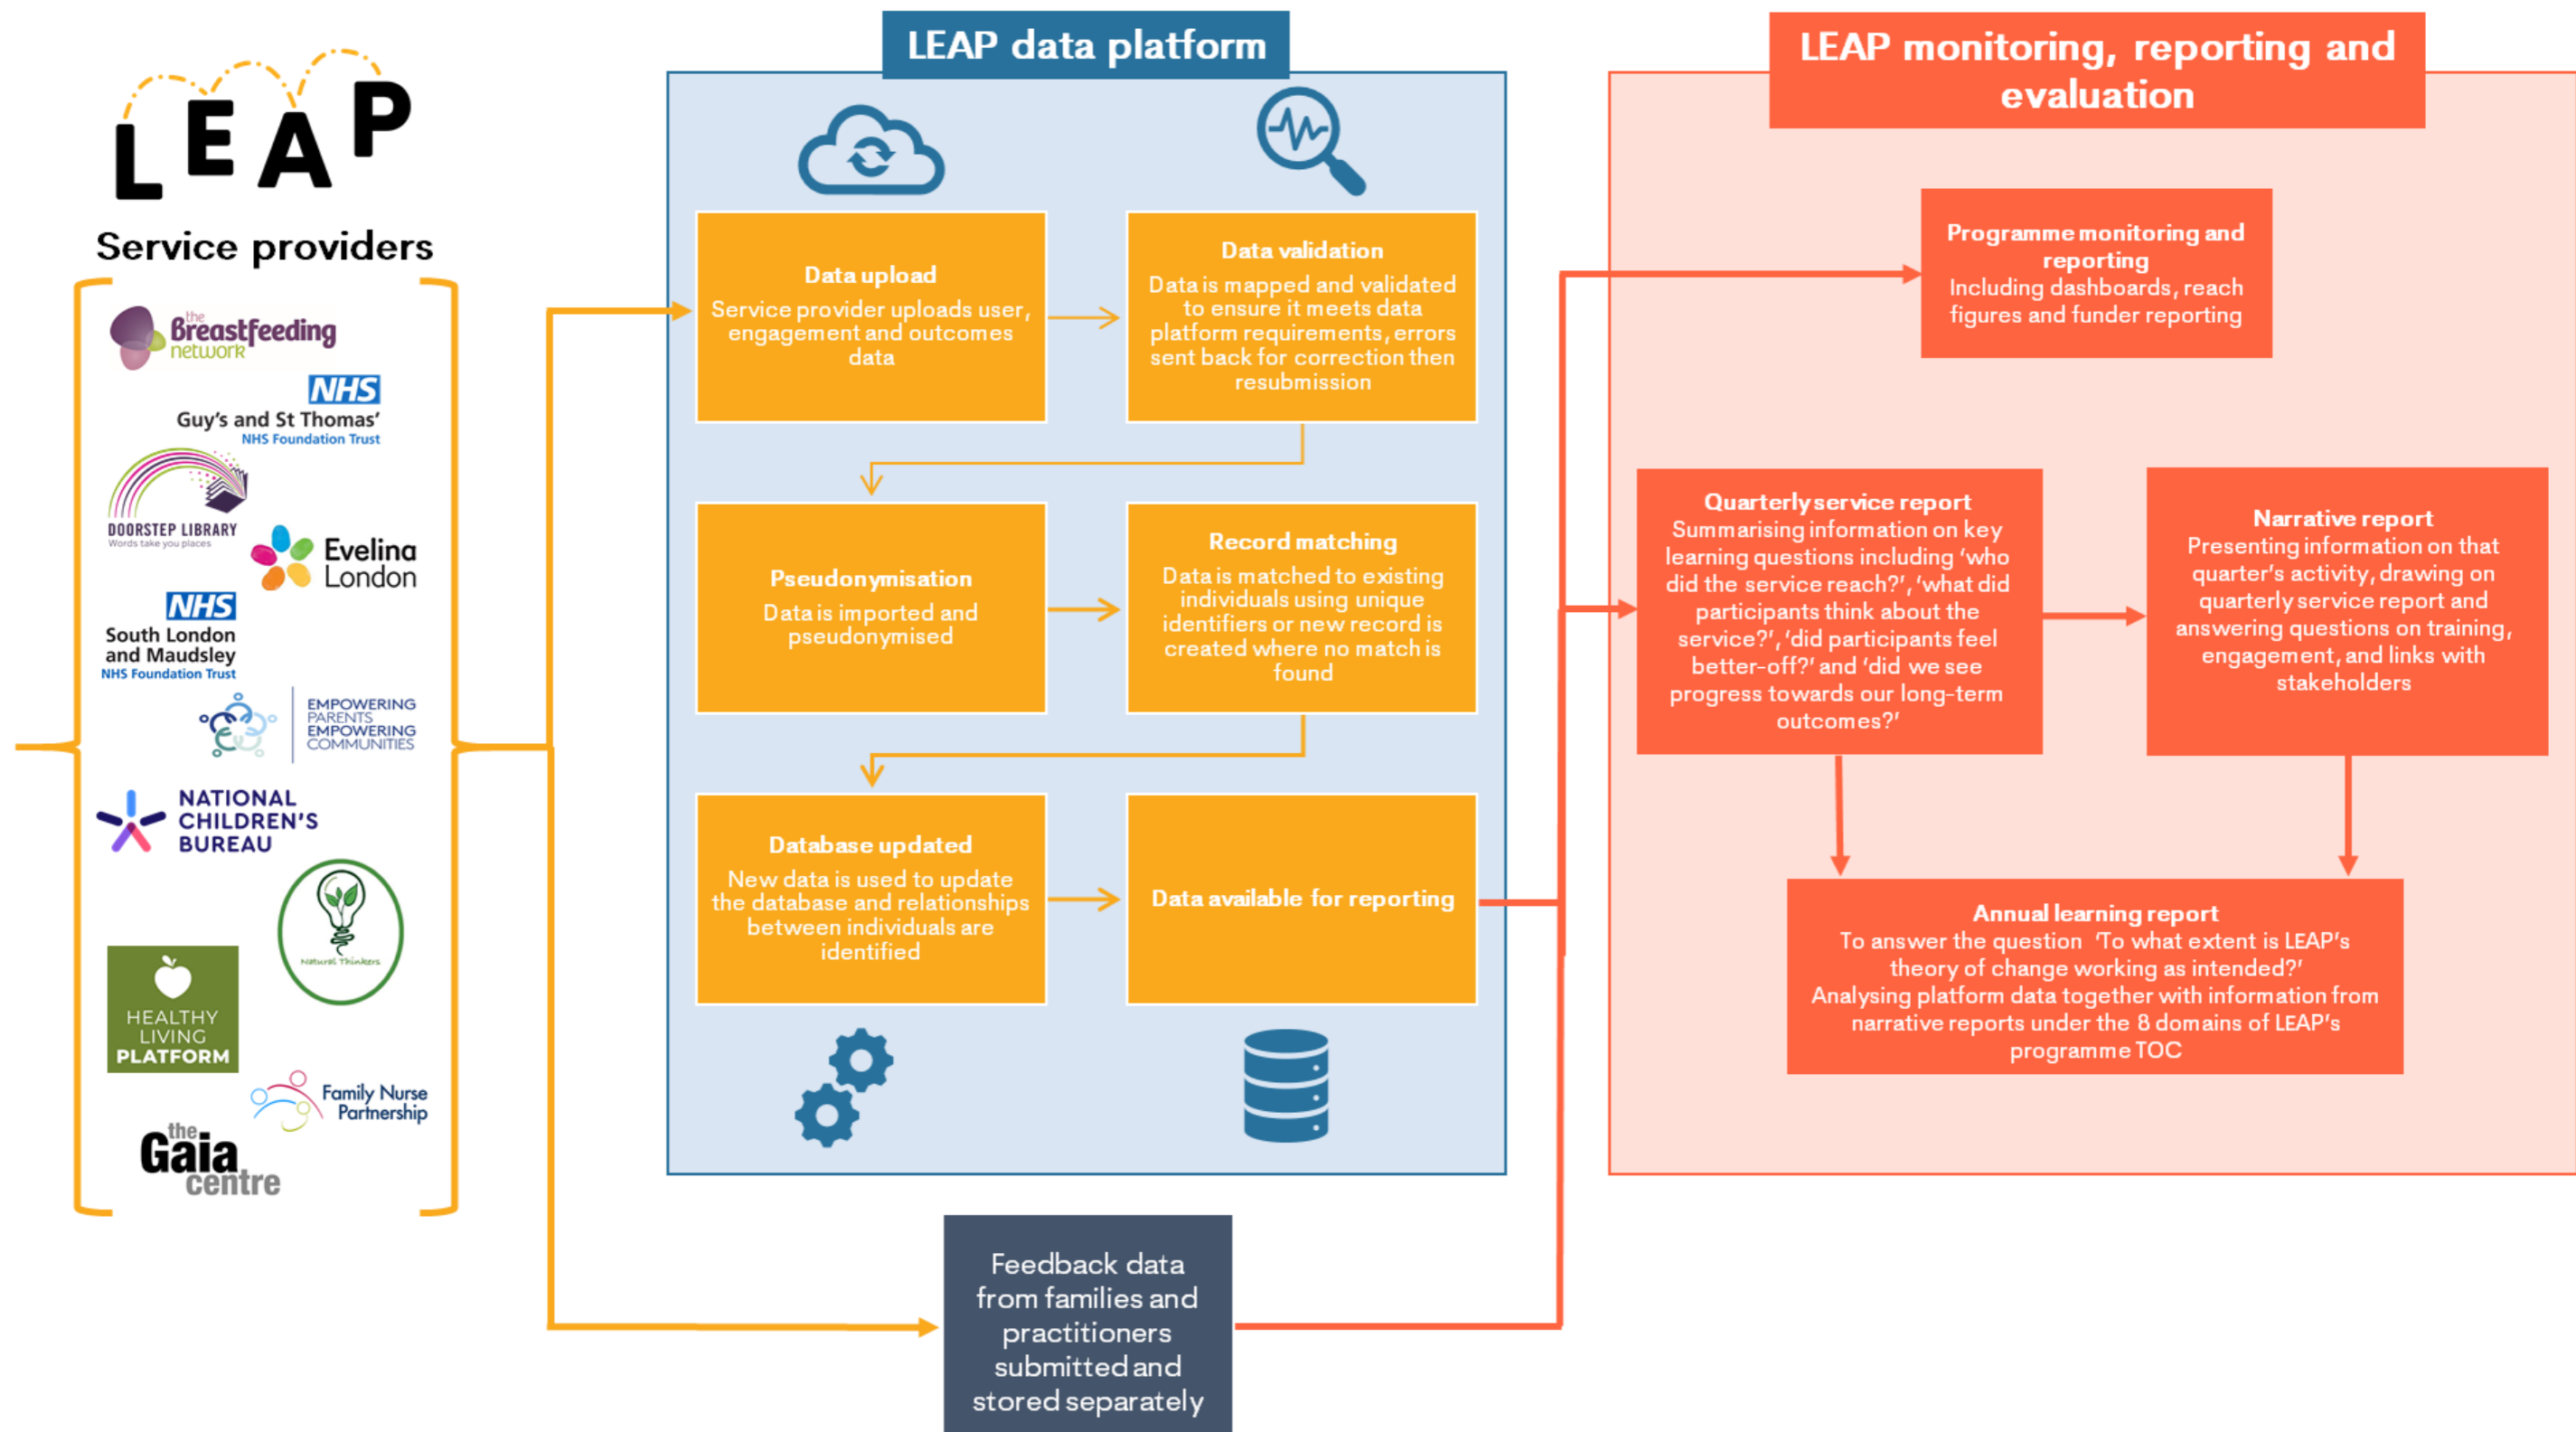 LEAP
Service providers
the
Breastfeeding
network
NHS
Guy's and St Thomas'
NHS Foundation Trust
DOORSTEP LIBRARY
Words take you places
Evelina
London
NHS
South London
and Maudsley
NHS Foundation Trust
EMPOWERING
PARENTS
EMPOWERING
COMMUNITIES
NATIONAL
CHILDREN'S
BUREAU
Natural Thinkers
HEALTHY
LIVING
PLATFORM
Family Nurse
Partnership
the
Gaia
centre
LEAP data platform
Data upload
Service provider uploads user,
engagement and outcomes
data
Data validation
Data is mapped and validated
to ensure it meets data
platform requirements, errors
sent back for correction then
resubmission
Pseudonymisation
Data is imported and
pseudonymised
Record matching
Data is matched to existing
individuals using unique
identifiers or new record is
created where no match is
found
Database updated
New data is used to update
the database and relationships
between individuals are
identified
Data available for reporting
Feedback data
from families and
practitioners
submitted and
stored separately
LEAP monitoring, reporting and
evaluation
Programme monitoring and
reporting
Including dashboards, reach
figures and funder reporting
Quarterly service report
Summarising information on key
learning questions including ‘who
did the service reach?’, ‘what did
participants think about the
service?’, ‘did participants feel
better-off?’ and ‘did we see
progress towards our long-term
outcomes?’
Narrative report
Presenting information on that
quarter's activity, drawing on
quarterly service report and
answering questions on training,
engagement, and links with
stakeholders
Annual learning report
To answer the question ‘To what extent is LEAP's
theory of change working as intended?’
Analysing platform data together with information from
narrative reports under the 8 domains of LEAP's
programme TOC